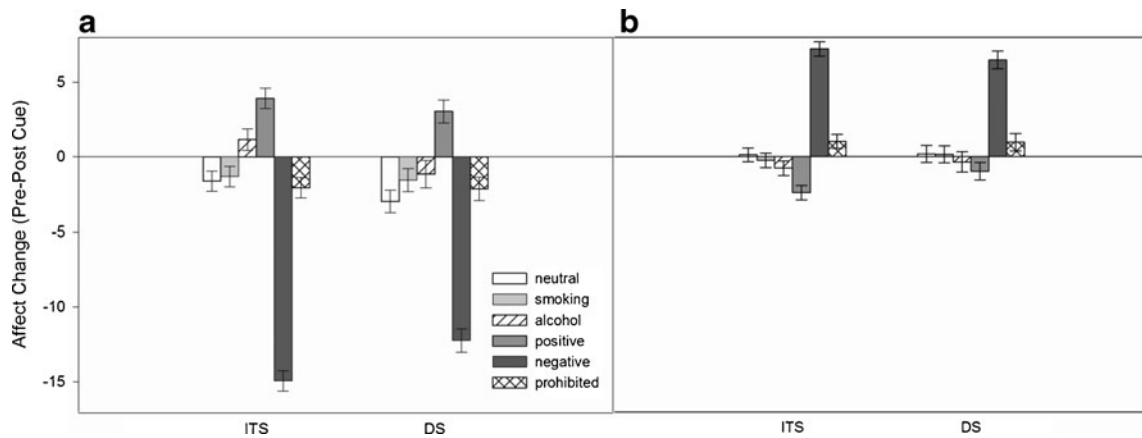 a
b
Affect Change (Pre-Post Cue)
5
0
-5
-10
-15
neutral
smoking
alcohol
positive
negative
prohibited
ITS
DS
ITS
DS